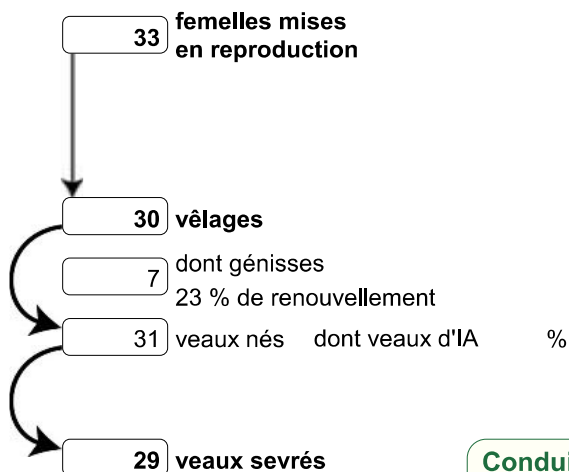 33 femelles mises
en reproduction
30 vêlages
7 dont génisses
23 % de renouvellement
31 veaux nés dont veaux d'IA %
29 veaux sevrés